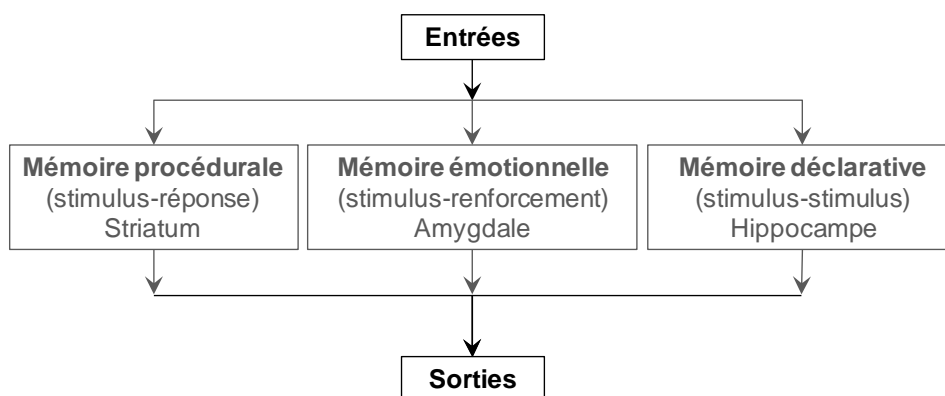 Entrées
Mémoire procédurale
(stimulus-réponse)
Striatum
Mémoire émotionnelle
(stimulus-renforcement)
Amygdale
Mémoire déclarative
(stimulus-stimulus)
Hippocampe
Sorties